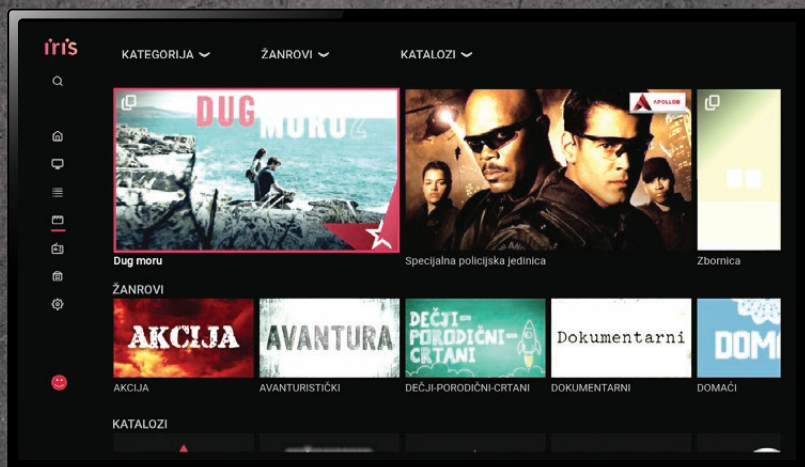 iris
KATEGORIJA
ŽANROVI
KATALOZI
DUG
MORU 2
APOLLON
Dug moru
Specijalna policijska jedinica
Zbornica
ŽANROVI
AKCIJA
AVANTURA
DEČJI-
PORODIČNI-
CRTANI
Dokumentarni
DOM
AKCIJA
AVANTURISTIČKI
DEČJI-PORODIČNI-CRTANI
DOKUMENTARNI
DOMAĆI
KATALOZI